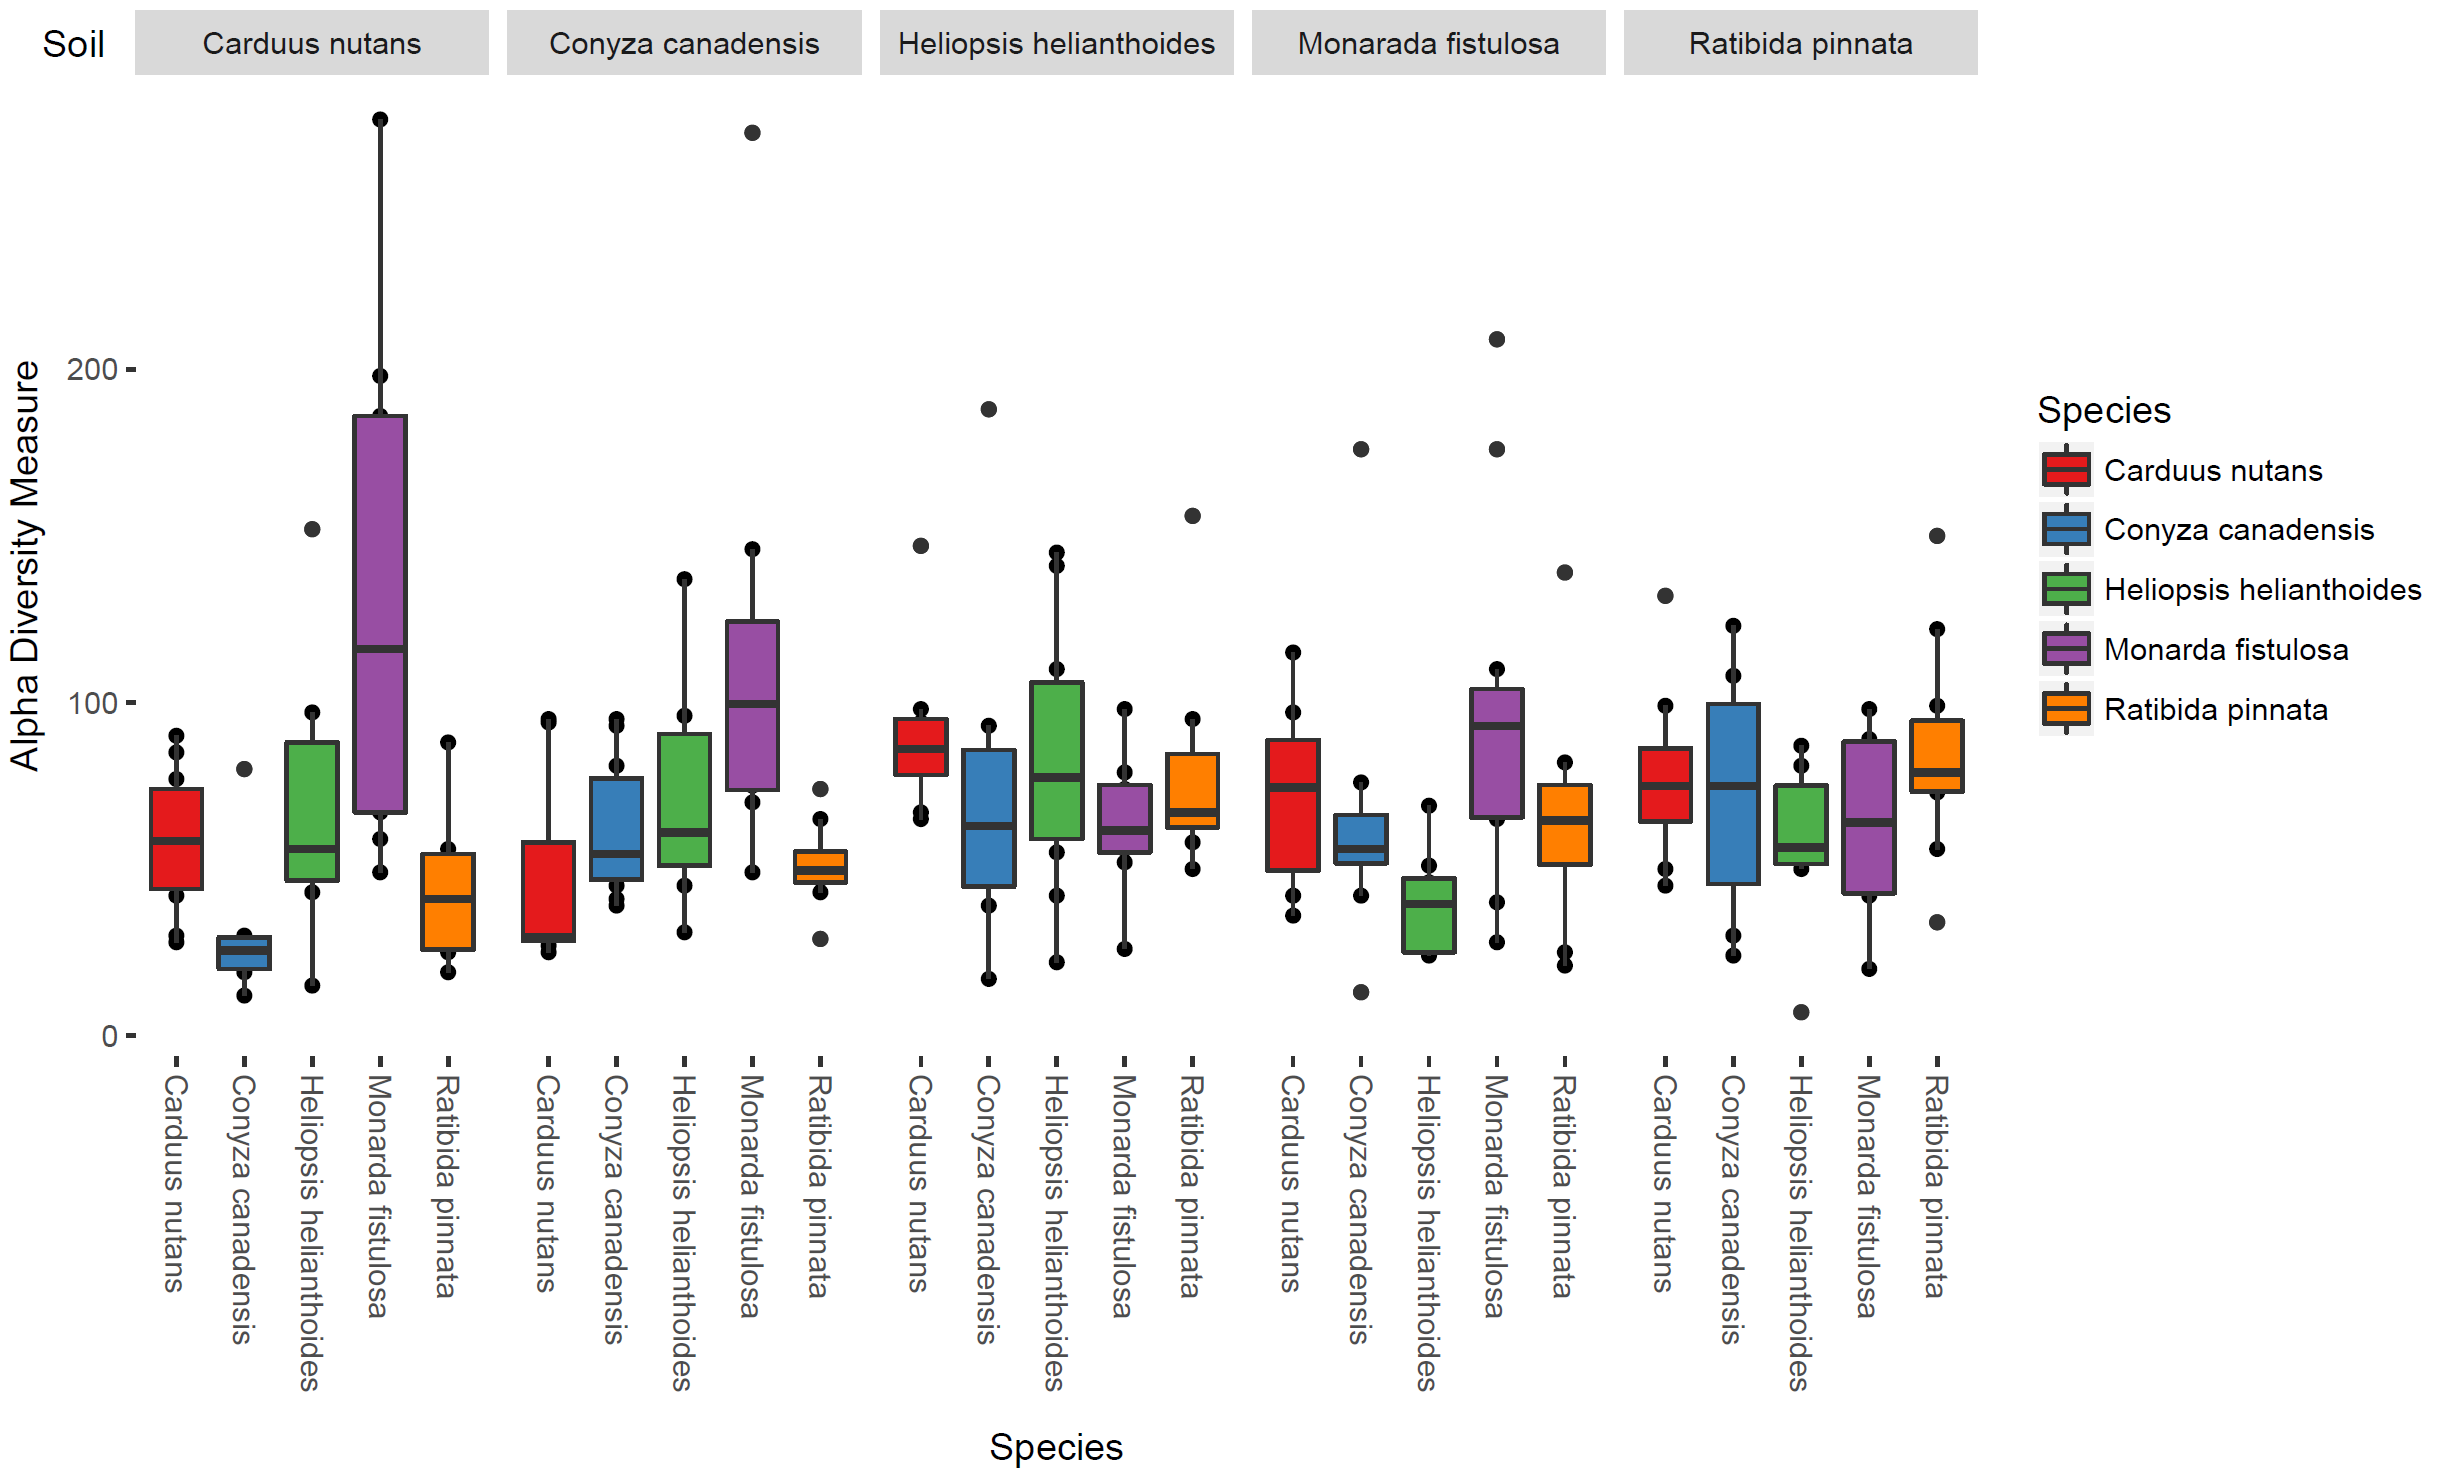 Soil
Carduus nutans
Conyza canadensis
Heliopsis helianthoides
Monarada fistulosa
Ratibida pinnata
Alpha Diversity Measure
200
100
0
Carduus nutans
Conyza canadensis
Heliopsis helianthoides
Monarda fistulosa
Ratibida pinnata
Carduus nutans
Conyza canadensis
Heliopsis helianthoides
Monarda fistulosa
Ratibida pinnata
Carduus nutans
Conyza canadensis
Heliopsis helianthoides
Monarda fistulosa
Ratibida pinnata
Carduus nutans
Conyza canadensis
Heliopsis helianthoides
Monarda fistulosa
Ratibida pinnata
Carduus nutans
Conyza canadensis
Heliopsis helianthoides
Monarda fistulosa
Ratibida pinnata
Species
Species
Carduus nutans
Conyza canadensis
Heliopsis helianthoides
Monarda fistulosa
Ratibida pinnata